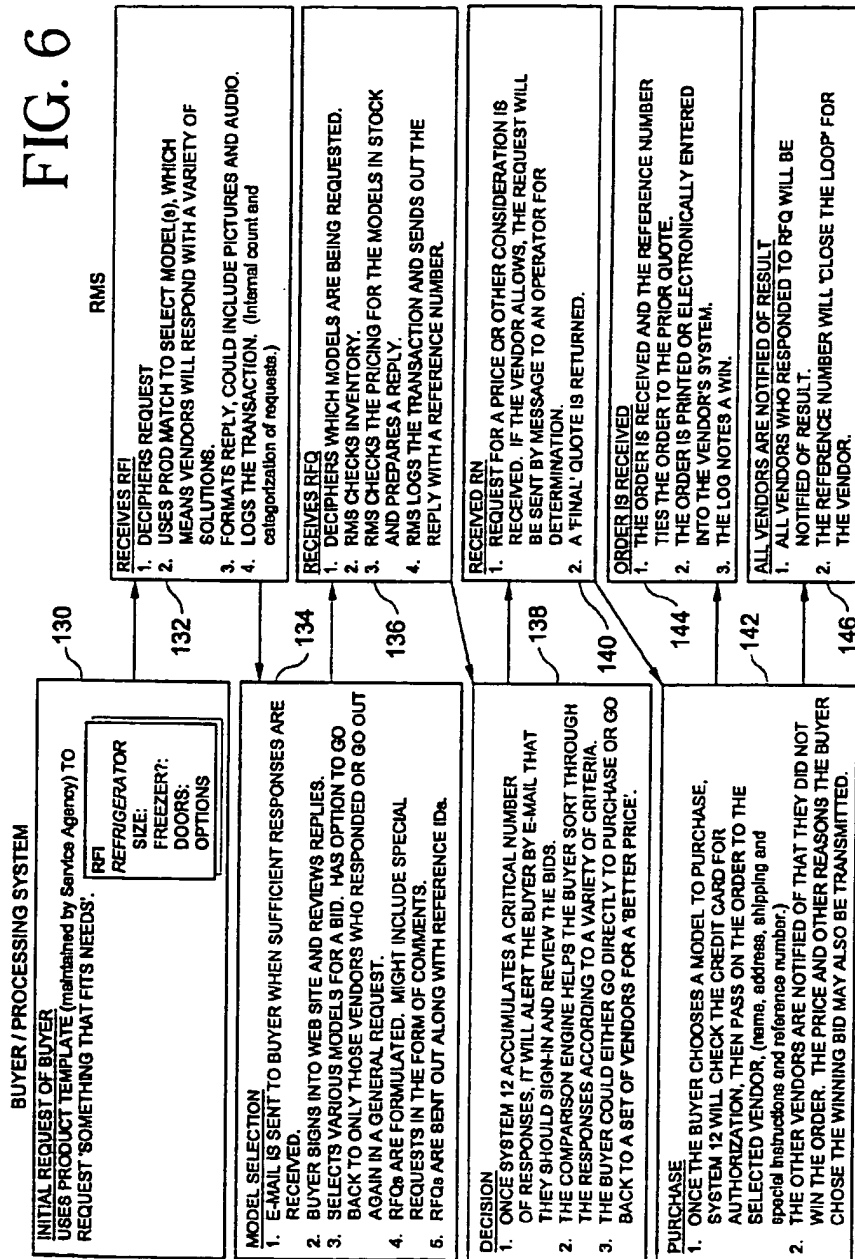 FIG. 6
BUYER / PROCESSING SYSTEM
INITIAL REQUEST OF BUYER
USES PRODUCT TEMPLATE (maintained by Service Agency) TO
REQUEST 'SOMETHING THAT FITS NEEDS'.
RFI
REFRIGERATOR
SIZE:
FREEZER?:
DOORS:
OPTIONS
130
RMS
RECEIVES RFI
1. DECIPHERS REQUEST
2. USES PROD MATCH TO SELECT MODEL(s), WHICH
MEANS VENDORS WILL RESPOND WITH A VARIETY OF
SOLUTIONS.
3. FORMATS REPLY, COULD INCLUDE PICTURES AND AUDIO.
4. LOGS THE TRANSACTION. (Internal count and
categorization of requests.)
132
MODEL SELECTION
1. E-MAIL IS SENT TO BUYER WHEN SUFFICIENT RESPONSES ARE
RECEIVED.
2. BUYER SIGNS INTO WEB SITE AND REVIEWS REPLIES.
3. SELECTS VARIOUS MODELS FOR A BID. HAS OPTION TO GO
BACK TO ONLY THOSE VENDORS WHO RESPONDED OR GO OUT
AGAIN IN A GENERAL REQUEST.
4. RFQs ARE FORMULATED. MIGHT INCLUDE SPECIAL
REQUESTS IN THE FORM OF COMMENTS.
5. RFQs ARE SENT OUT ALONG WITH REFERENCE IDs.
134
RECEIVES RFQ
1. DECIPHERS WHICH MODELS ARE BEING REQUESTED.
2. RMS CHECKS INVENTORY.
3. RMS CHECKS THE PRICING FOR THE MODELS IN STOCK
AND PREPARES A REPLY.
4. RMS LOGS THE TRANSACTION AND SENDS OUT THE
REPLY WITH A REFERENCE NUMBER.
136
DECISION
1. ONCE SYSTEM 12 ACCUMULATES A CRITICAL NUMBER
OF RESPONSES, IT WILL ALERT THE BUYER BY E-MAIL THAT
THEY SHOULD SIGN-IN AND REVIEW THE BIDS.
2. THE COMPARISON ENGINE HELPS THE BUYER SORT THROUGH
THE RESPONSES ACCORDING TO A VARIETY OF CRITERIA.
3. THE BUYER COULD EITHER GO DIRECTLY TO PURCHASE OR GO
BACK TO A SET OF VENDORS FOR A 'BETTER PRICE'.
138
RECEIVED RN
1. REQUEST FOR A PRICE OR OTHER CONSIDERATION IS
RECEIVED. IF THE VENDOR ALLOWS, THE REQUEST WILL
BE SENT BY MESSAGE TO AN OPERATOR FOR
DETERMINATION.
2. A 'FINAL' QUOTE IS RETURNED.
140
PURCHASE
1. ONCE THE BUYER CHOOSES A MODEL TO PURCHASE,
SYSTEM 12 WILL CHECK THE CREDIT CARD FOR
AUTHORIZATION, THEN PASS ON THE ORDER TO THE
SELECTED VENDOR, (name, address, shipping and
special instructions and reference number.)
2. THE OTHER VENDORS ARE NOTIFIED OF THAT THEY DID NOT
WIN THE ORDER. THE PRICE AND OTHER REASONS THE BUYER
CHOSE THE WINNING BID MAY ALSO BE TRANSMITTED.
142
ORDER IS RECEIVED
1. THE ORDER IS RECEIVED AND THE REFERENCE NUMBER
TIES THE ORDER TO THE PRIOR QUOTE.
2. THE ORDER IS PRINTED OR ELECTRONICALLY ENTERED
INTO THE VENDOR'S SYSTEM.
3. THE LOG NOTES A WIN.
144
ALL VENDORS ARE NOTIFIED OF RESULT
1. ALL VENDORS WHO RESPONDED TO RFQ WILL BE
NOTIFIED OF RESULT.
2. THE REFERENCE NUMBER WILL 'CLOSE THE LOOP' FOR
THE VENDOR.
146